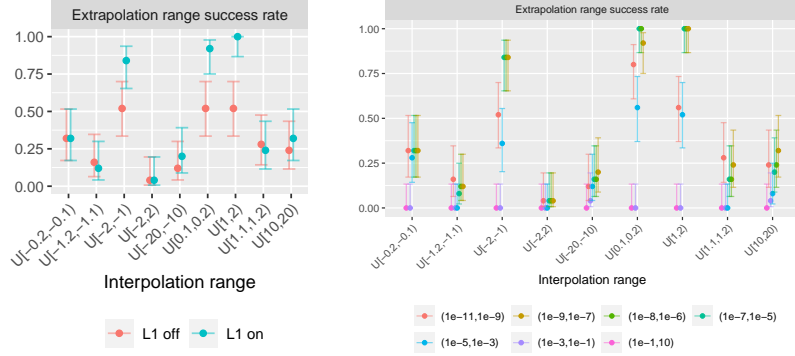 Extrapolation range success rate
1.00
0.75
0.50
0.25
0.00
U[-0.2,-0.1)
U[-1.2,-1.1)
U[-2,-1)
U[-2,2)
U[-20,-10)
U[0.1,0.2)
U[1,2)
U[1.1,1.2)
U[10,20)
Interpolation range
L1 off
L1 on
Extrapolation range success rate
1.00
0.75
0.50
0.25
0.00
U[-0.2,-0.1)
U[-1.2,-1.1)
U[-2,-1)
U[-2,2)
U[-20,-10)
U[0.1,0.2)
U[1,2)
U[1.1,1.2)
U[10,20)
Interpolation range
(1e-11,1e-9)
(1e-9,1e-7)
(1e-8,1e-6)
(1e-7,1e-5)
(1e-5,1e-3)
(1e-3,1e-1)
(1e-1,10)